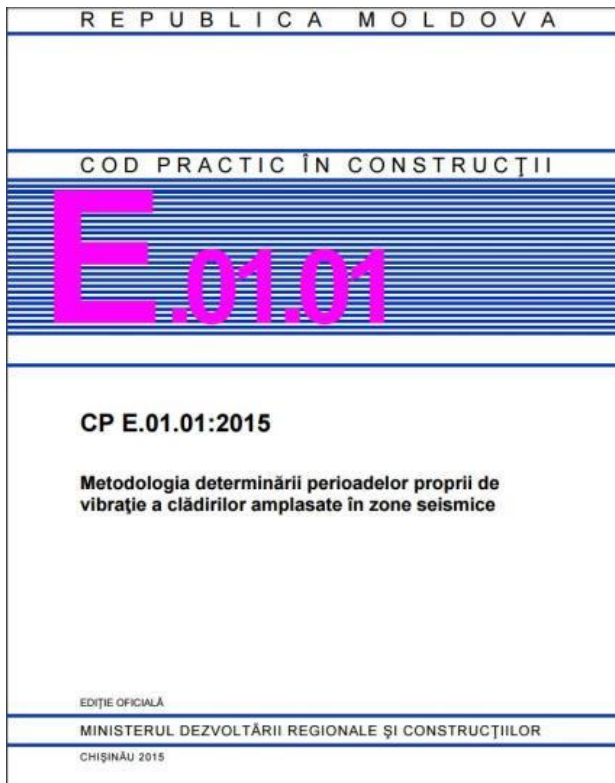 REPUBLICA MOLDOVA
COD PRACTIC ÎN CONSTRUCŢII
E.01.01
CP E.01.01:2015
Metodologia determinării perioadelor proprii de
vibraţie a clădirilor amplasate în zone seismice
EDIŢIE OFICIALĂ
MINISTERUL DEZVOLTĂRII REGIONALE ŞI CONSTRUCŢIILOR
CHIŞINĂU 2015